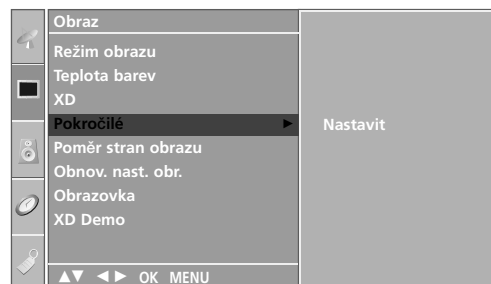 Obraz
Režim obrazu
Teplota barev
XD
Pokročilé ► Nastavit
Poměr stran obrazu
Obnov. nast. obr.
Obrazovka
XD Demo
▲▼ ◄► OK MENU